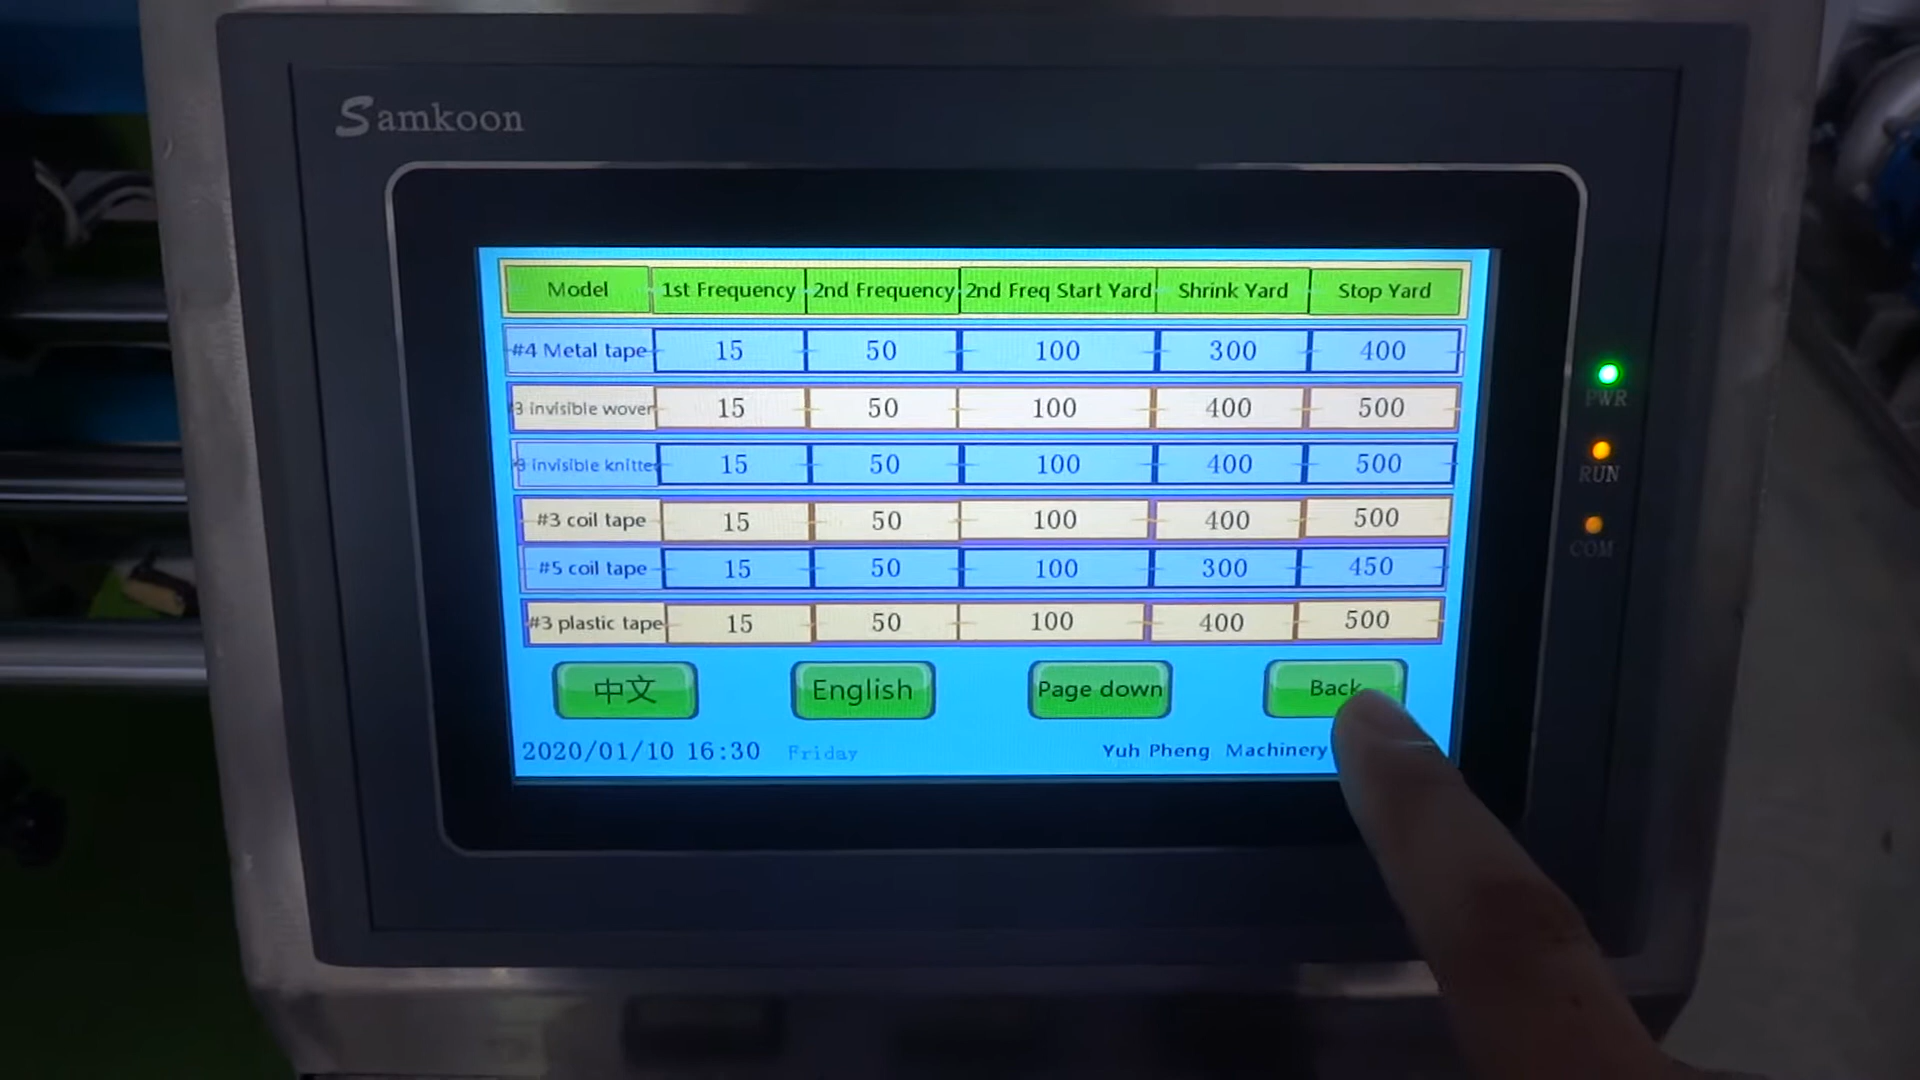 Samkoon
Model 1st Frequency 2nd Frequency 2nd Freq Start Yard Shrink Yard Stop Yard
#4 Metal tape 15 50 100 300 400
3 invisible woven 15 50 100 400 500
3 invisible knitte 15 50 100 400 500
#3 coil tape 15 50 100 400 500
#5 coil tape 15 50 100 300 450
#3 plastic tape 15 50 100 400 500
中文 English Page down Back
2020/01/10 16:30 Friday Yuh Pheng Machinery
PWR
RUN
COM